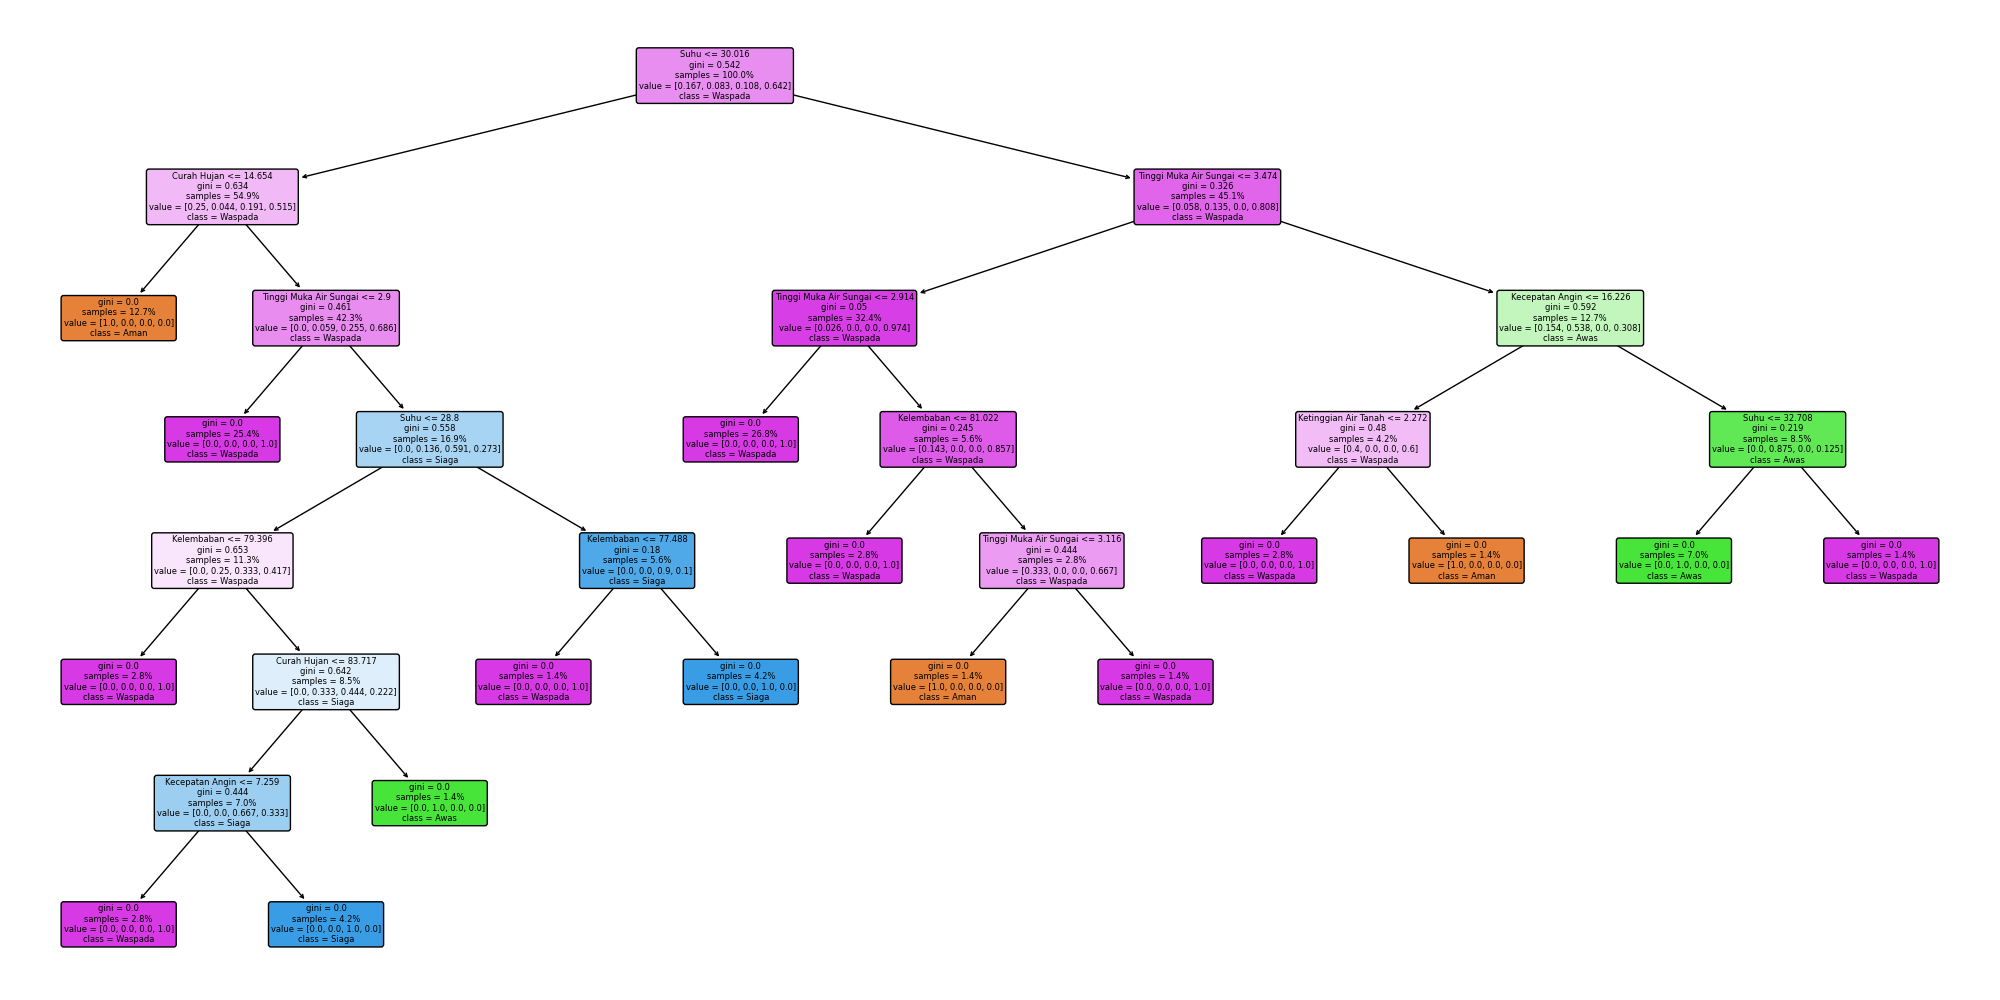 Suhu <= 30.016
gini = 0.542
samples = 100.0%
value = [0.167, 0.083, 0.108, 0.642]
class = Waspada
Curah Hujan <= 14.654
gini = 0.634
samples = 54.9%
value = [0.25, 0.044, 0.191, 0.515]
class = Waspada
Tinggi Muka Air Sungai <= 3.474
gini = 0.326
samples = 45.1%
value = [0.058, 0.135, 0.0, 0.808]
class = Waspada
gini = 0.0
samples = 12.7%
value = [1.0, 0.0, 0.0, 0.0]
class = Aman
Tinggi Muka Air Sungai <= 2.9
gini = 0.461
samples = 42.3%
value = [0.0, 0.059, 0.255, 0.686]
class = Waspada
Tinggi Muka Air Sungai <= 2.914
gini = 0.05
samples = 32.4%
value = [0.026, 0.0, 0.0, 0.974]
class = Waspada
Kecepatan Angin <= 16.226
gini = 0.592
samples = 12.7%
value = [0.154, 0.538, 0.0, 0.308]
class = Awas
gini = 0.0
samples = 25.4%
value = [0.0, 0.0, 0.0, 1.0]
class = Waspada
Suhu <= 28.8
gini = 0.558
samples = 16.9%
value = [0.0, 0.136, 0.591, 0.273]
class = Siaga
gini = 0.0
samples = 26.8%
value = [0.0, 0.0, 0.0, 1.0]
class = Waspada
Kelembaban <= 81.022
gini = 0.245
samples = 5.6%
value = [0.143, 0.0, 0.0, 0.857]
class = Waspada
Ketinggian Air Tanah <= 2.272
gini = 0.48
samples = 4.2%
value = [0.4, 0.0, 0.0, 0.6]
class = Waspada
Suhu <= 32.708
gini = 0.219
samples = 8.5%
value = [0.0, 0.875, 0.0, 0.125]
class = Awas
Kelembaban <= 79.396
gini = 0.653
samples = 11.3%
value = [0.0, 0.25, 0.333, 0.417]
class = Waspada
Kelembaban <= 77.488
gini = 0.18
samples = 5.6%
value = [0.0, 0.0, 0.9, 0.1]
class = Siaga
gini = 0.0
samples = 2.8%
value = [0.0, 0.0, 0.0, 1.0]
class = Waspada
Tinggi Muka Air Sungai <= 3.116
gini = 0.444
samples = 2.8%
value = [0.333, 0.0, 0.0, 0.667]
class = Waspada
gini = 0.0
samples = 2.8%
value = [0.0, 0.0, 0.0, 1.0]
class = Waspada
gini = 0.0
samples = 1.4%
value = [1.0, 0.0, 0.0, 0.0]
class = Aman
gini = 0.0
samples = 7.0%
value = [0.0, 1.0, 0.0, 0.0]
class = Awas
gini = 0.0
samples = 1.4%
value = [0.0, 0.0, 0.0, 1.0]
class = Waspada
gini = 0.0
samples = 2.8%
value = [0.0, 0.0, 0.0, 1.0]
class = Waspada
Curah Hujan <= 83.717
gini = 0.642
samples = 8.5%
value = [0.0, 0.333, 0.444, 0.222]
class = Siaga
gini = 0.0
samples = 1.4%
value = [0.0, 0.0, 0.0, 1.0]
class = Waspada
gini = 0.0
samples = 4.2%
value = [0.0, 0.0, 1.0, 0.0]
class = Siaga
gini = 0.0
samples = 1.4%
value = [1.0, 0.0, 0.0, 0.0]
class = Aman
gini = 0.0
samples = 1.4%
value = [0.0, 0.0, 0.0, 1.0]
class = Waspada
Kecepatan Angin <= 7.259
gini = 0.444
samples = 7.0%
value = [0.0, 0.0, 0.667, 0.333]
class = Siaga
gini = 0.0
samples = 1.4%
value = [0.0, 1.0, 0.0, 0.0]
class = Awas
gini = 0.0
samples = 2.8%
value = [0.0, 0.0, 0.0, 1.0]
class = Waspada
gini = 0.0
samples = 4.2%
value = [0.0, 0.0, 1.0, 0.0]
class = Siaga